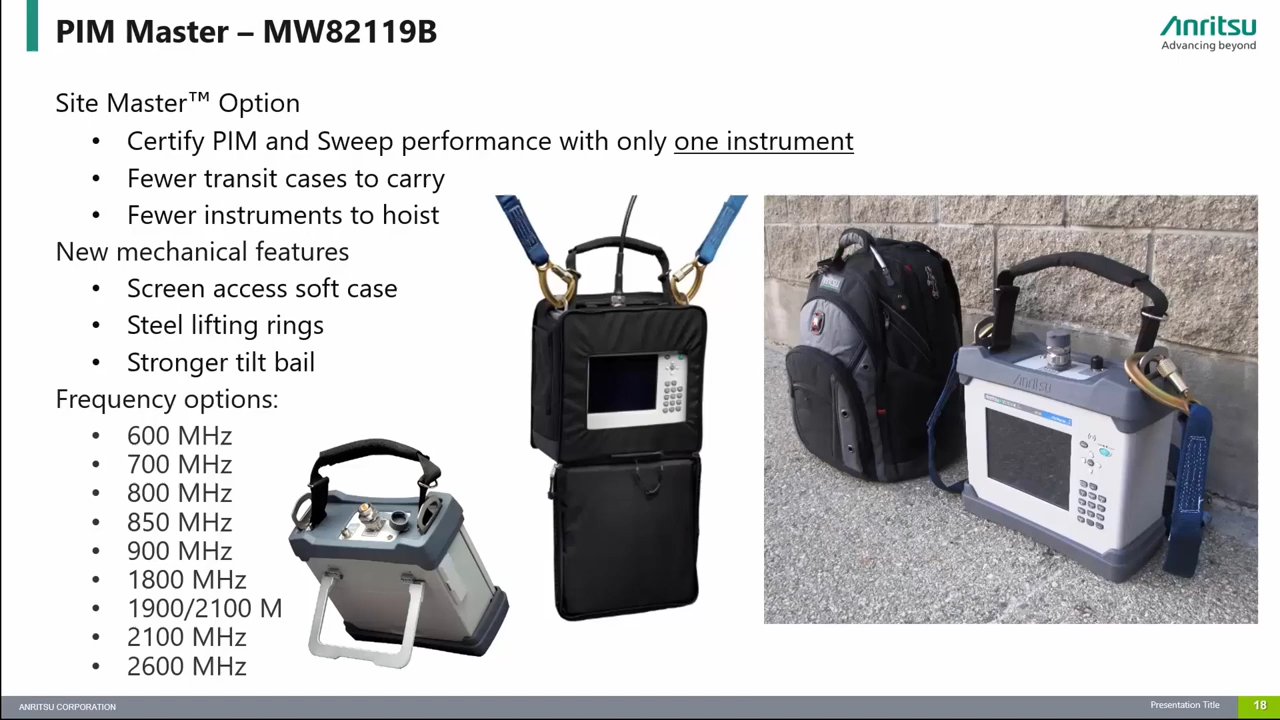 PIM Master – MW82119B
Anritsu
Advancing beyond
Site Master™ Option
• Certify PIM and Sweep performance with only one instrument
• Fewer transit cases to carry
• Fewer instruments to hoist
New mechanical features
• Screen access soft case
• Steel lifting rings
• Stronger tilt bail
Frequency options:
• 600 MHz
• 700 MHz
• 800 MHz
• 850 MHz
• 900 MHz
• 1800 MHz
• 1900/2100 M
• 2100 MHz
• 2600 MHz
Anritsu
ANRITSU CORPORATION
Presentation Title
18